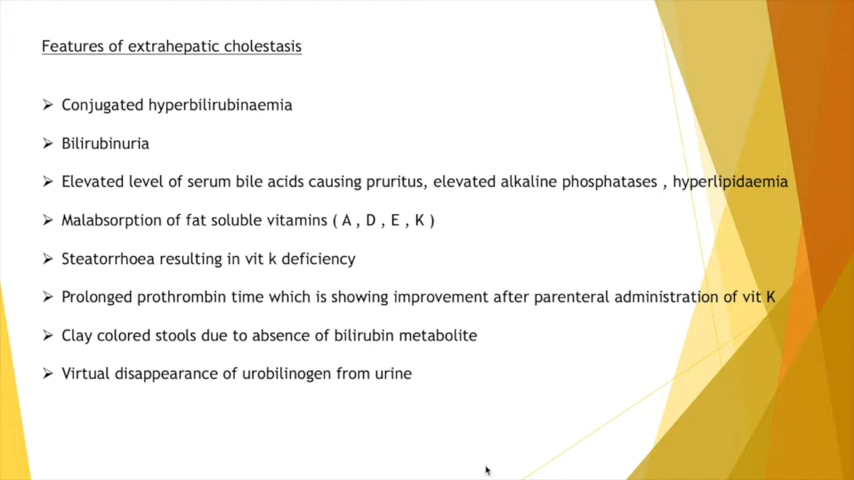 Features of extrahepatic cholestasis
➢ Conjugated hyperbilirubinaemia
➢ Bilirubinuria
➢ Elevated level of serum bile acids causing pruritus, elevated alkaline phosphatases , hyperlipidaemia
➢ Malabsorption of fat soluble vitamins ( A , D , E , K )
➢ Steatorrhoea resulting in vit k deficiency
➢ Prolonged prothrombin time which is showing improvement after parenteral administration of vit K
➢ Clay colored stools due to absence of bilirubin metabolite
➢ Virtual disappearance of urobilinogen from urine